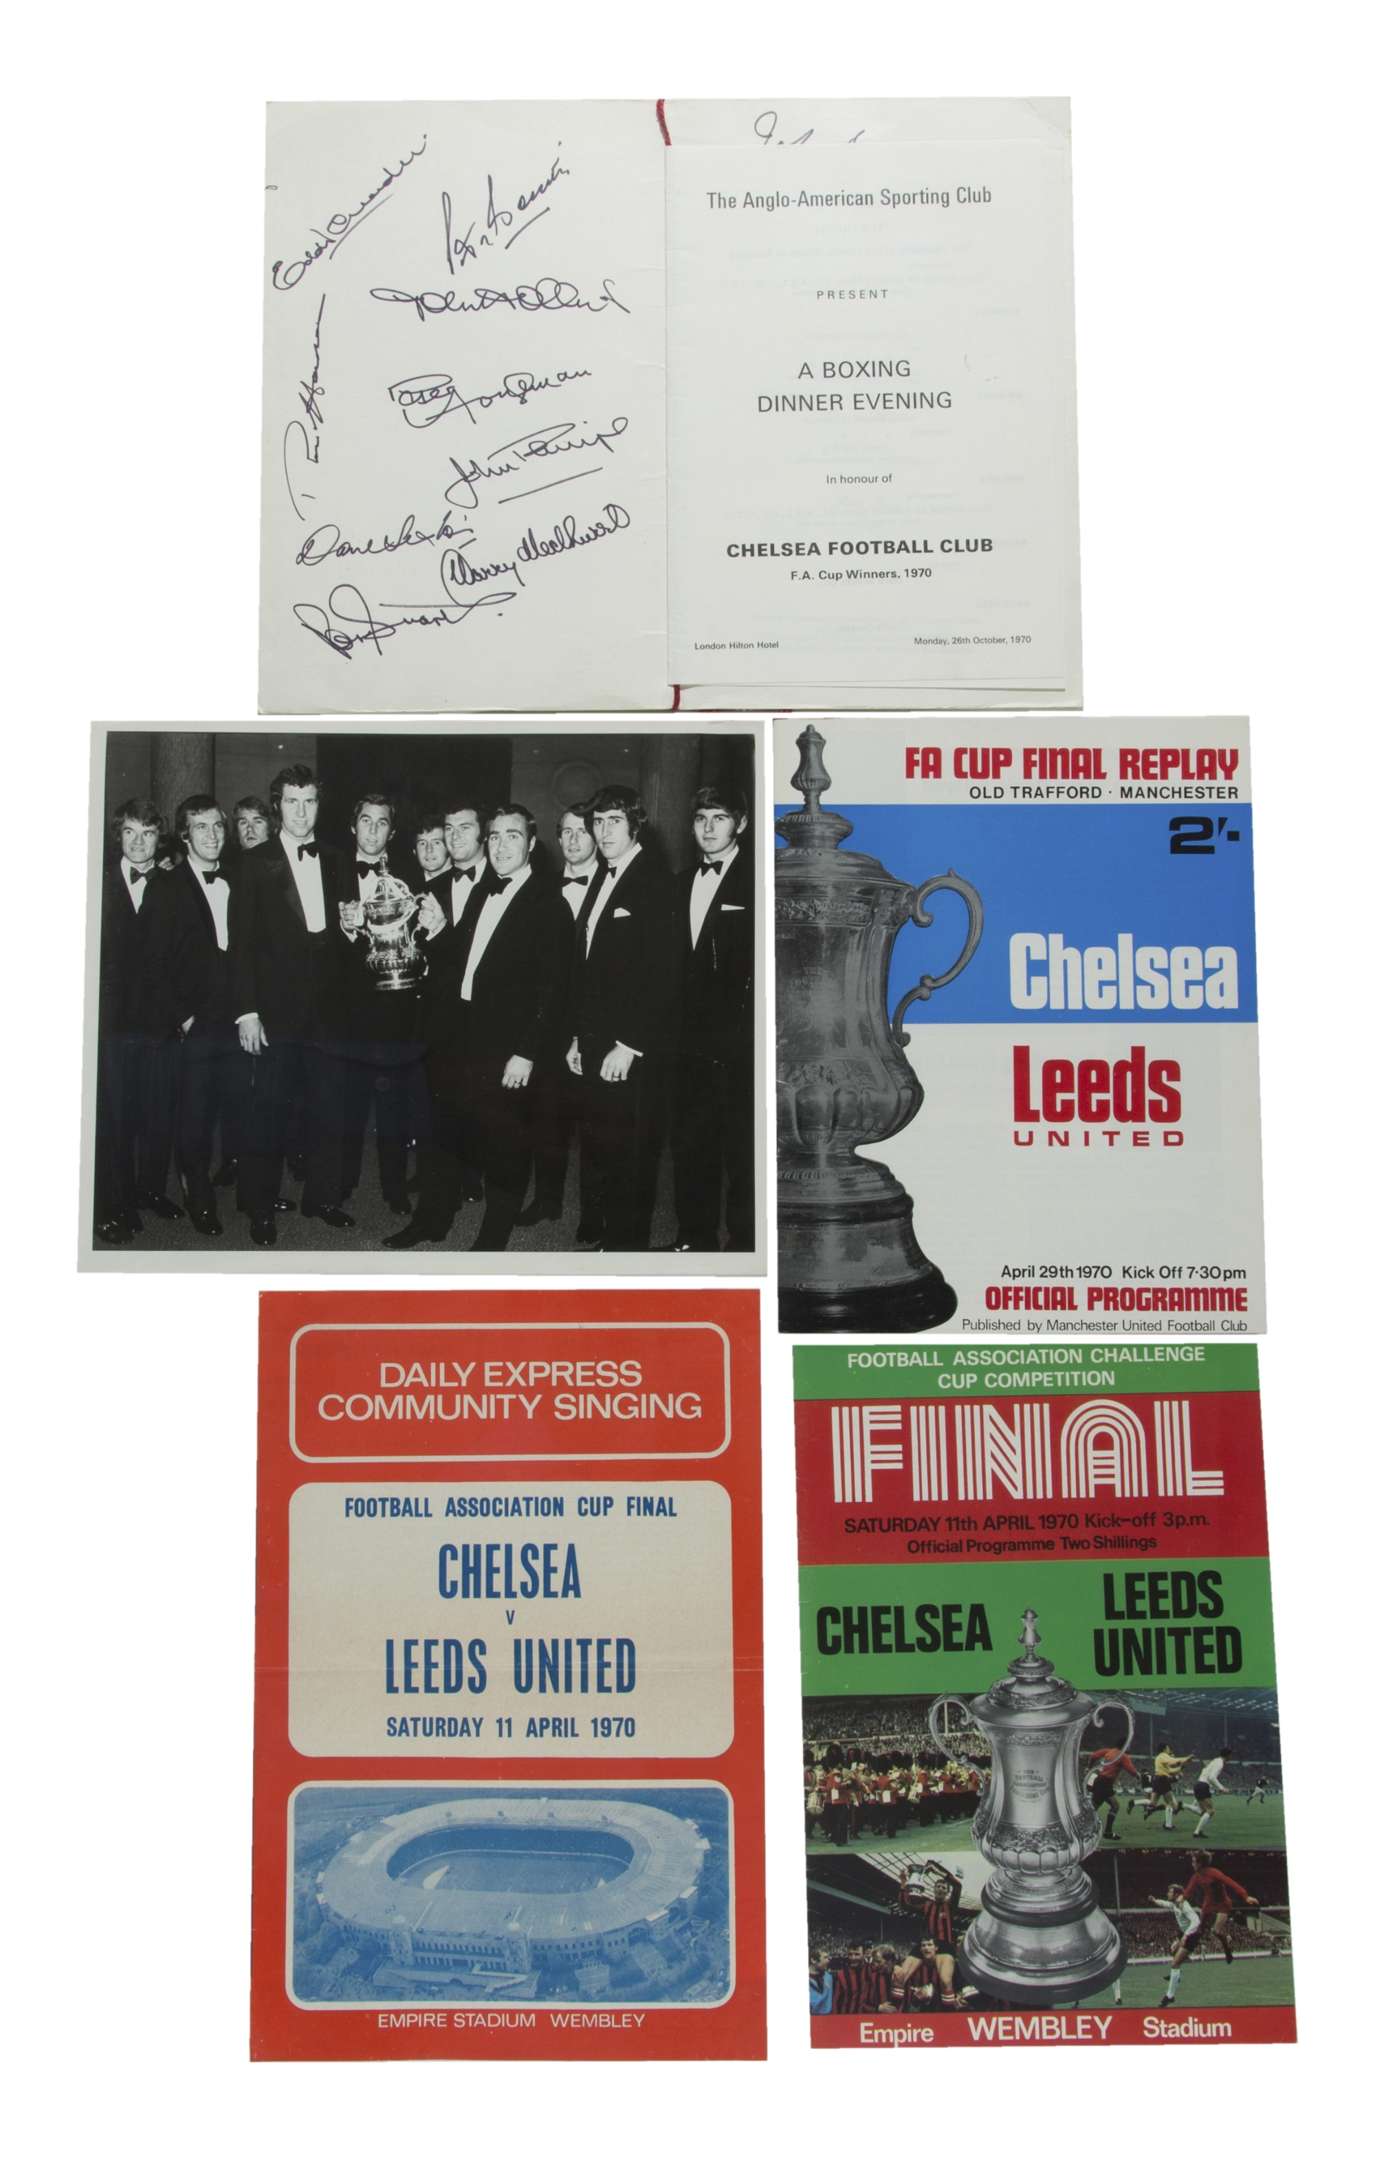 The Anglo-American Sporting Club
PRESENT
A BOXING
DINNER EVENING
In honour of
CHELSEA FOOTBALL CLUB
F.A. Cup Winners, 1970
London Hilton Hotel
Monday, 26th October, 1970
Harry Medhurst
FA CUP FINAL REPLAY
OLD TRAFFORD · MANCHESTER
2'-
Chelsea
Leeds
UNITED
April 29th 1970 Kick Off 7·30pm
OFFICIAL PROGRAMME
Published by Manchester United Football Club
DAILY EXPRESS
COMMUNITY SINGING
FOOTBALL ASSOCIATION CUP FINAL
CHELSEA
V
LEEDS UNITED
SATURDAY 11 APRIL 1970
EMPIRE STADIUM WEMBLEY
FOOTBALL ASSOCIATION CHALLENGE
CUP COMPETITION
FINAL
SATURDAY 11th APRIL 1970 Kick-off 3p.m.
Official Programme Two Shillings
CHELSEA
LEEDS
UNITED
Empire WEMBLEY Stadium